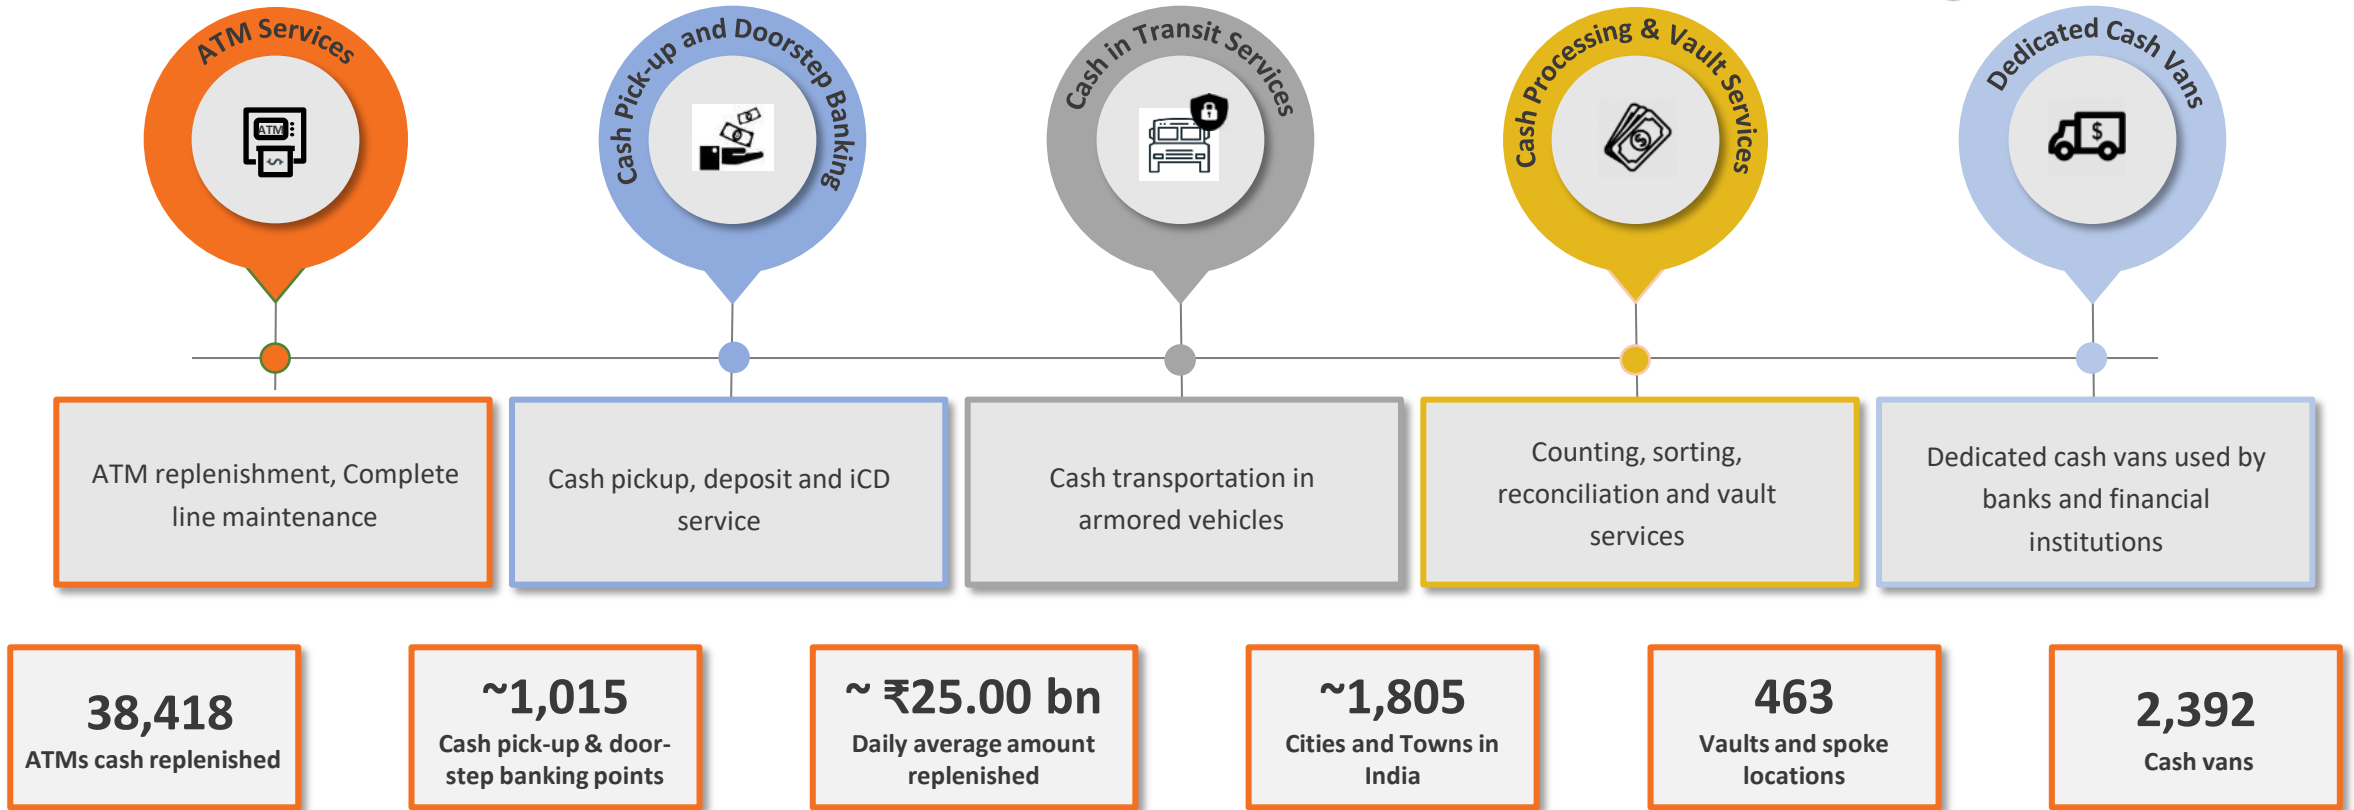 ATM Services
Cash Pick-up and Doorstep Banking
Cash in Transit Services
Cash Processing & Vault Services
Dedicated Cash Vans
ATM
$
$
ATM replenishment, Complete
line maintenance
Cash pickup, deposit and iCD
service
Cash transportation in
armored vehicles
Counting, sorting,
reconciliation and vault
services
Dedicated cash vans used by
banks and financial
institutions
38,418
ATMs cash replenished
~1,015
Cash pick-up & door-
step banking points
~ ₹25.00 bn
Daily average amount
replenished
~1,805
Cities and Towns in
India
463
Vaults and spoke
locations
2,392
Cash vans